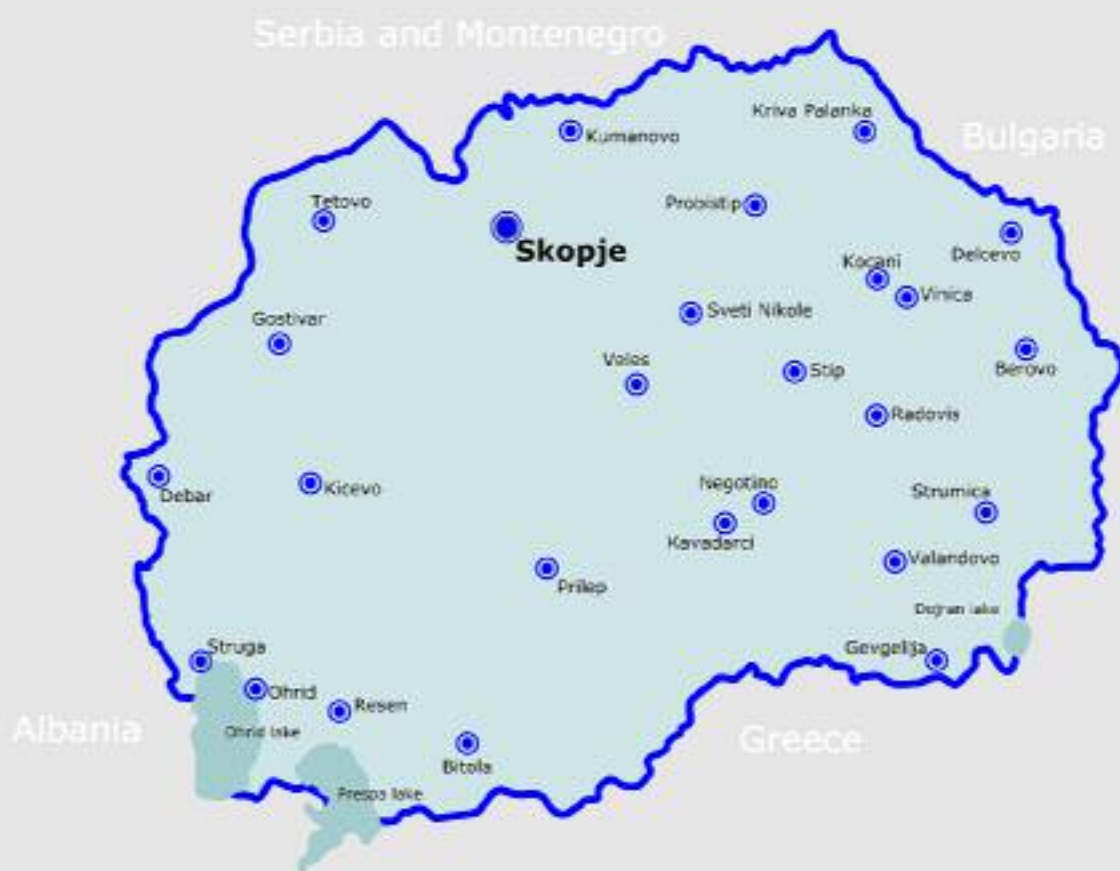 Serbia and Montenegro
Kriva Palanka
Kumanovo
Bulgaria
Tetovo
Probistip
Skopje
Delcevo
Kocani
Vinica
Sveti Nikole
Gostivar
Veles
Stip
Berovo
Radovis
Negotino
Kicevo
Debar
Strumica
Kavadarci
Valandovo
Prilep
Dojran lake
Struga
Gevgelija
Ohrid
Resen
Albania
Ohrid lake
Greece
Bitola
Prespa lake